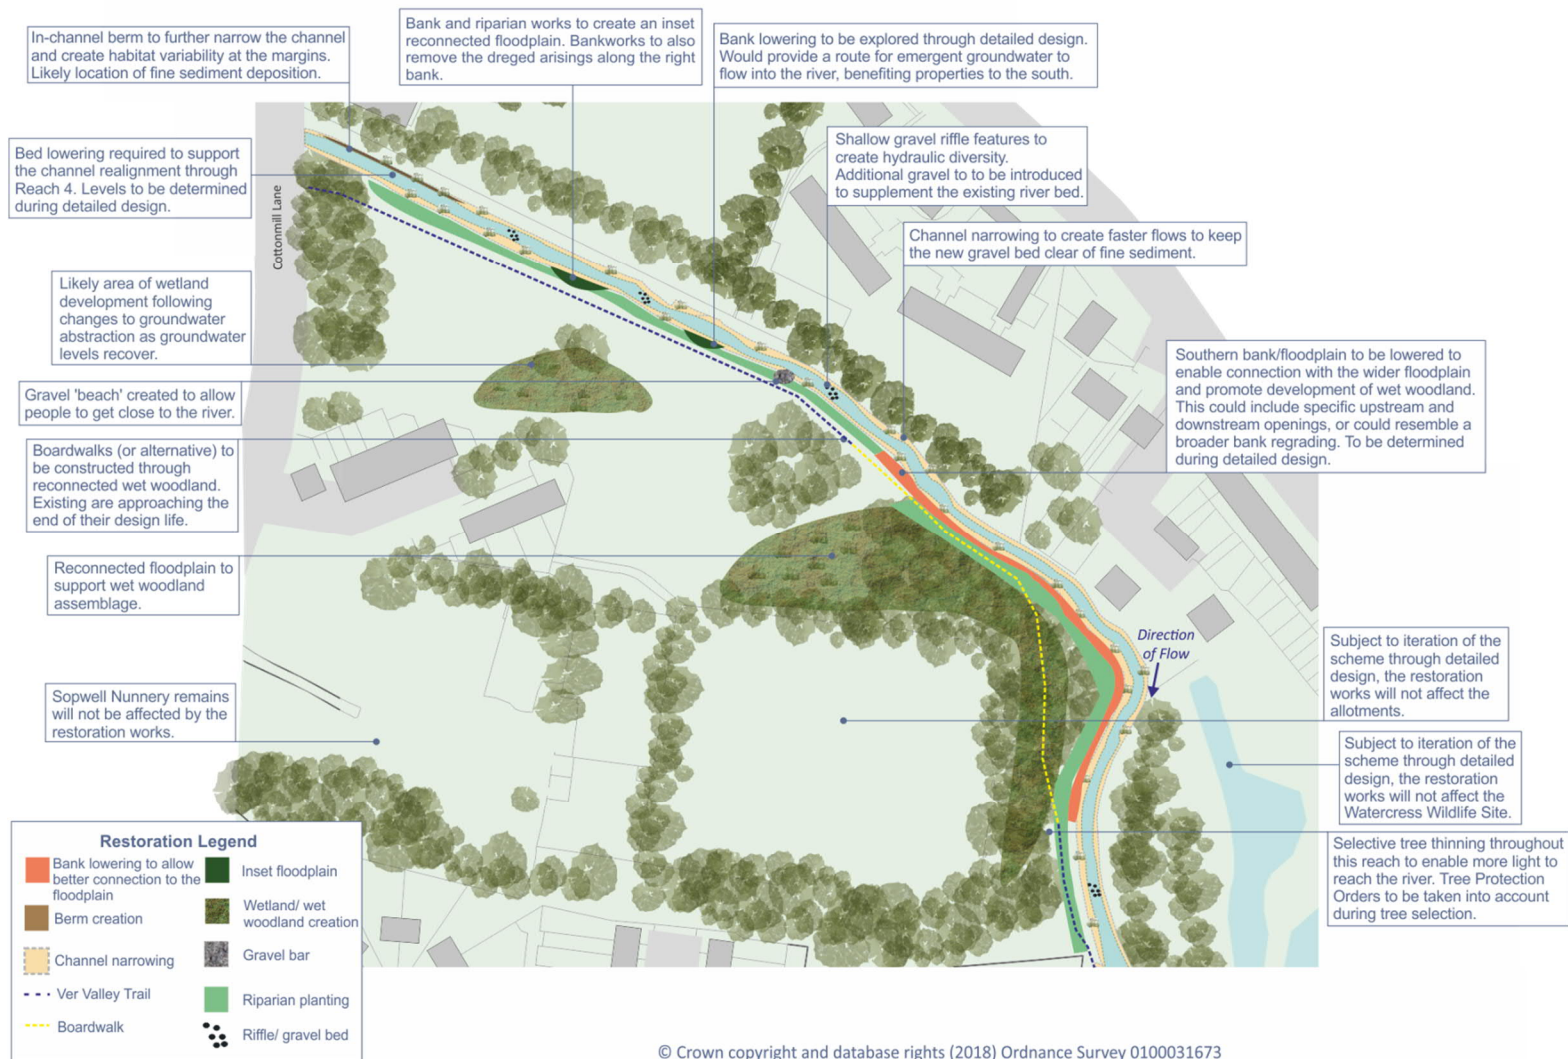 In-channel berm to further narrow the channel
and create habitat variability at the margins.
Likely location of fine sediment deposition.
Bank and riparian works to create an inset
reconnected floodplain. Bankworks to also
remove the dreged arisings along the right
bank.
Bank lowering to be explored through detailed design.
Would provide a route for emergent groundwater to
flow into the river, benefiting properties to the south.
Bed lowering required to support
the channel realignment through
Reach 4. Levels to be determined
during detailed design.
Cottonmill Lane
Shallow gravel riffle features to
create hydraulic diversity.
Additional gravel to to be introduced
to supplement the existing river bed.
Channel narrowing to create faster flows to keep
the new gravel bed clear of fine sediment.
Likely area of wetland
development following
changes to groundwater
abstraction as groundwater
levels recover.
Southern bank/floodplain to be lowered to
enable connection with the wider floodplain
and promote development of wet woodland.
This could include specific upstream and
downstream openings, or could resemble a
broader bank regrading. To be determined
during detailed design.
Gravel 'beach' created to allow
people to get close to the river.
Boardwalks (or alternative) to
be constructed through
reconnected wet woodland.
Existing are approaching the
end of their design life.
Reconnected floodplain to
support wet woodland
assemblage.
Direction
of Flow
Subject to iteration of the
scheme through detailed
design, the restoration
works will not affect the
allotments.
Sopwell Nunnery remains
will not be affected by the
restoration works.
Subject to iteration of the
scheme through detailed
design, the restoration
works will not affect the
Watercress Wildlife Site.
Selective tree thinning throughout
this reach to enable more light to
reach the river. Tree Protection
Orders to be taken into account
during tree selection.
Restoration Legend
Bank lowering to allow
better connection to the
floodplain
Berm creation
Channel narrowing
Ver Valley Trail
Boardwalk
Inset floodplain
Wetland/ wet
woodland creation
Gravel bar
Riparian planting
Riffle/ gravel bed
© Crown copyright and database rights (2018) Ordnance Survey 0100031673